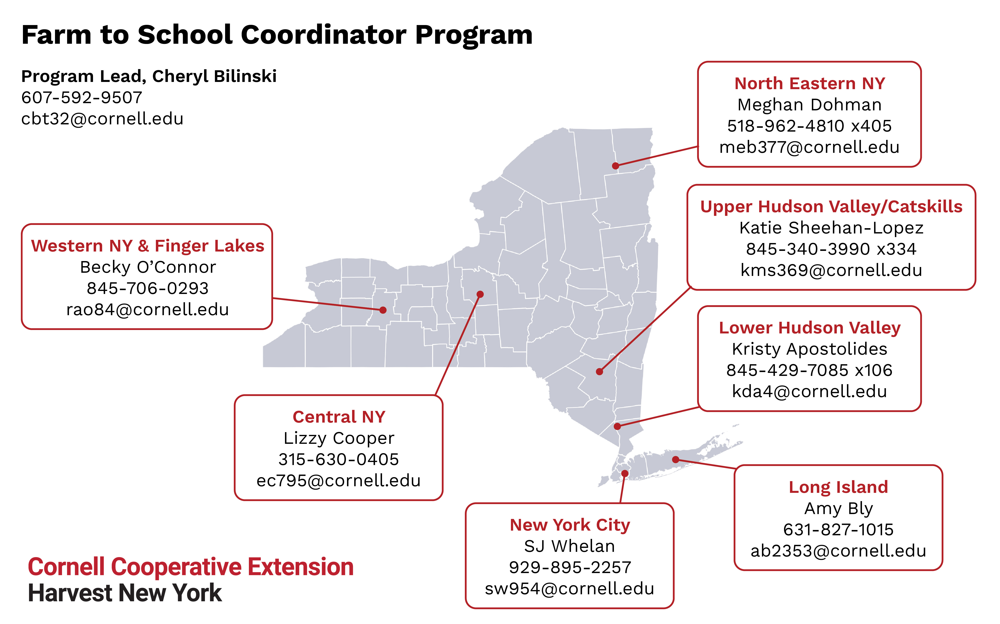 Farm to School Coordinator Program
Program Lead, Cheryl Bilinski
607-592-9507
cbt32@cornell.edu
North Eastern NY
Meghan Dohman
518-962-4810 x405
meb377@cornell.edu
Upper Hudson Valley/Catskills
Katie Sheehan-Lopez
845-340-3990 x334
kms369@cornell.edu
Western NY & Finger Lakes
Becky O’Connor
845-706-0293
rao84@cornell.edu
Lower Hudson Valley
Kristy Apostolides
845-429-7085 x106
kda4@cornell.edu
Central NY
Lizzy Cooper
315-630-0405
ec795@cornell.edu
Long Island
Amy Bly
631-827-1015
ab2353@cornell.edu
New York City
SJ Whelan
929-895-2257
sw954@cornell.edu
Cornell Cooperative Extension
Harvest New York